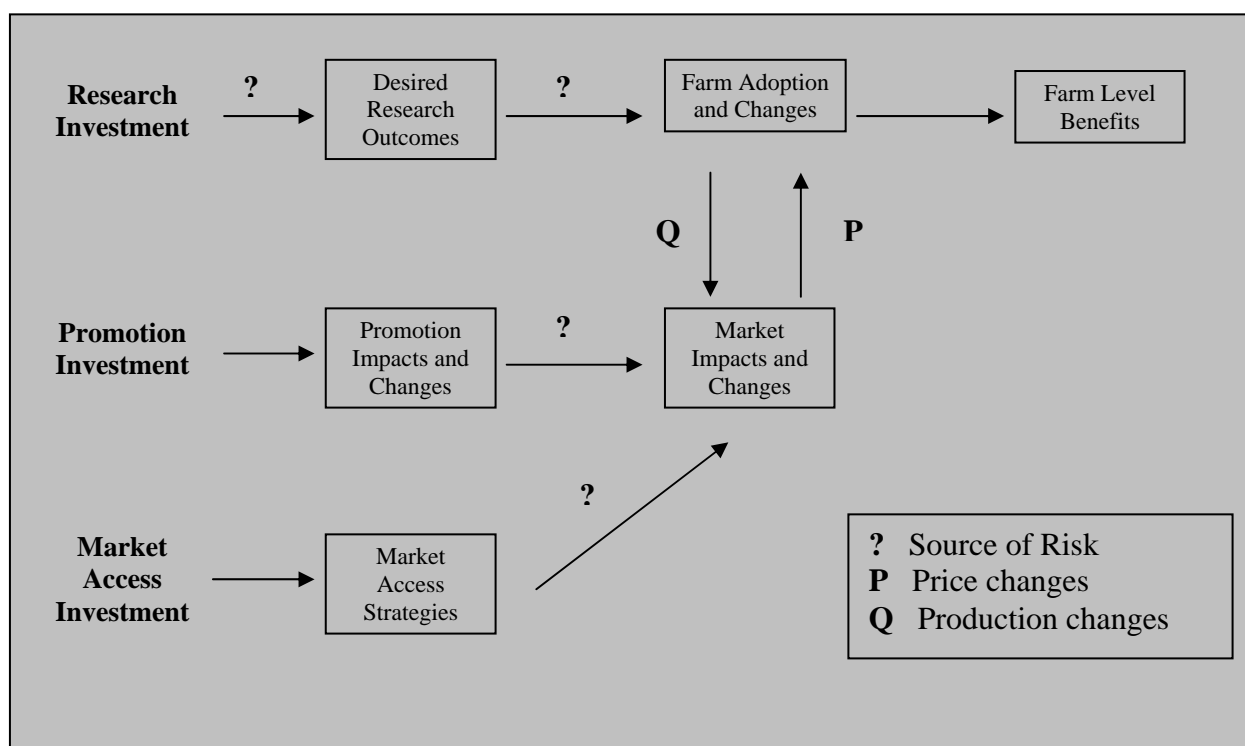 Research
Investment
?
Desired
Research
Outcomes
?
Farm Adoption
and Changes
Farm Level
Benefits
Q
P
Promotion
Investment
Promotion
Impacts and
Changes
?
Market
Impacts and
Changes
Market
Access
Investment
Market
Access
Strategies
?
? Source of Risk
P Price changes
Q Production changes